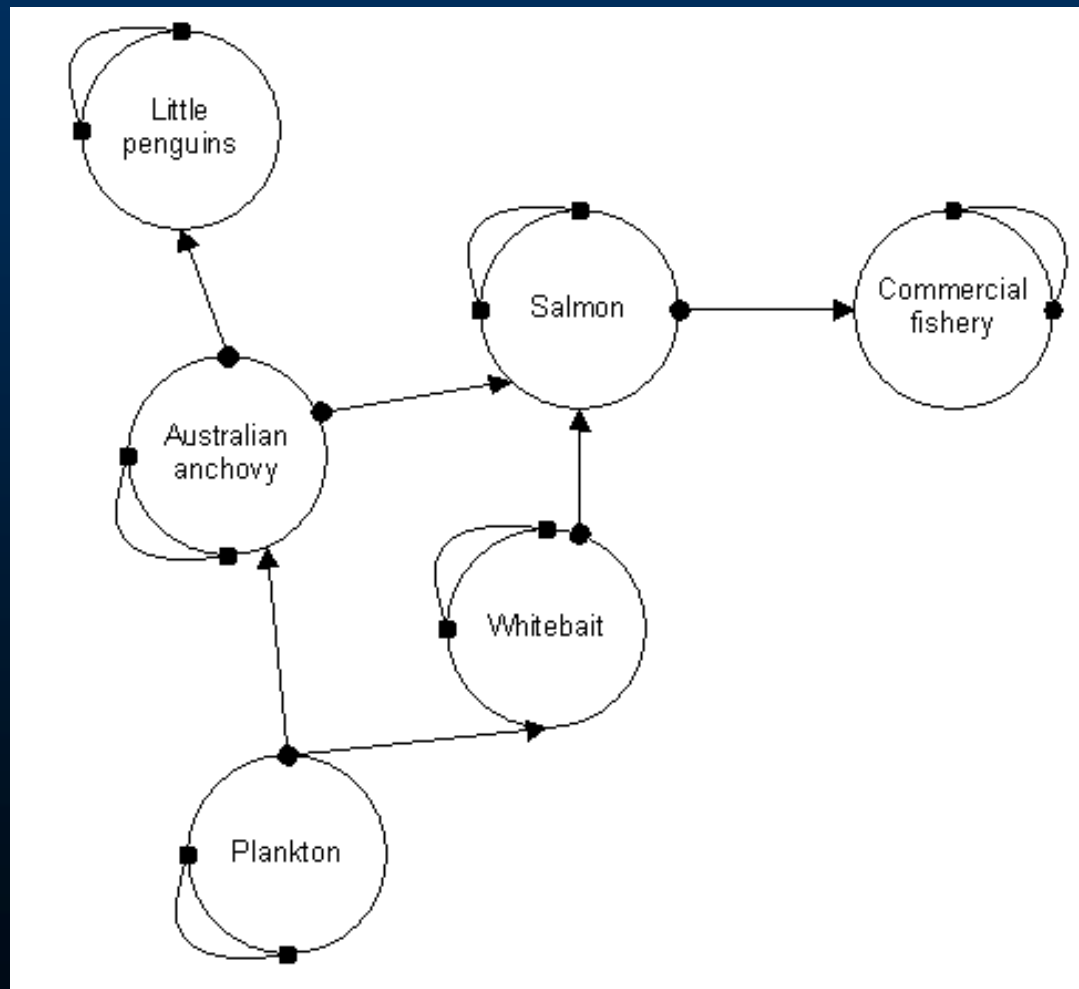 Little
penguins
Salmon
Commercial
fishery
Australian
anchovy
Whitebait
Plankton